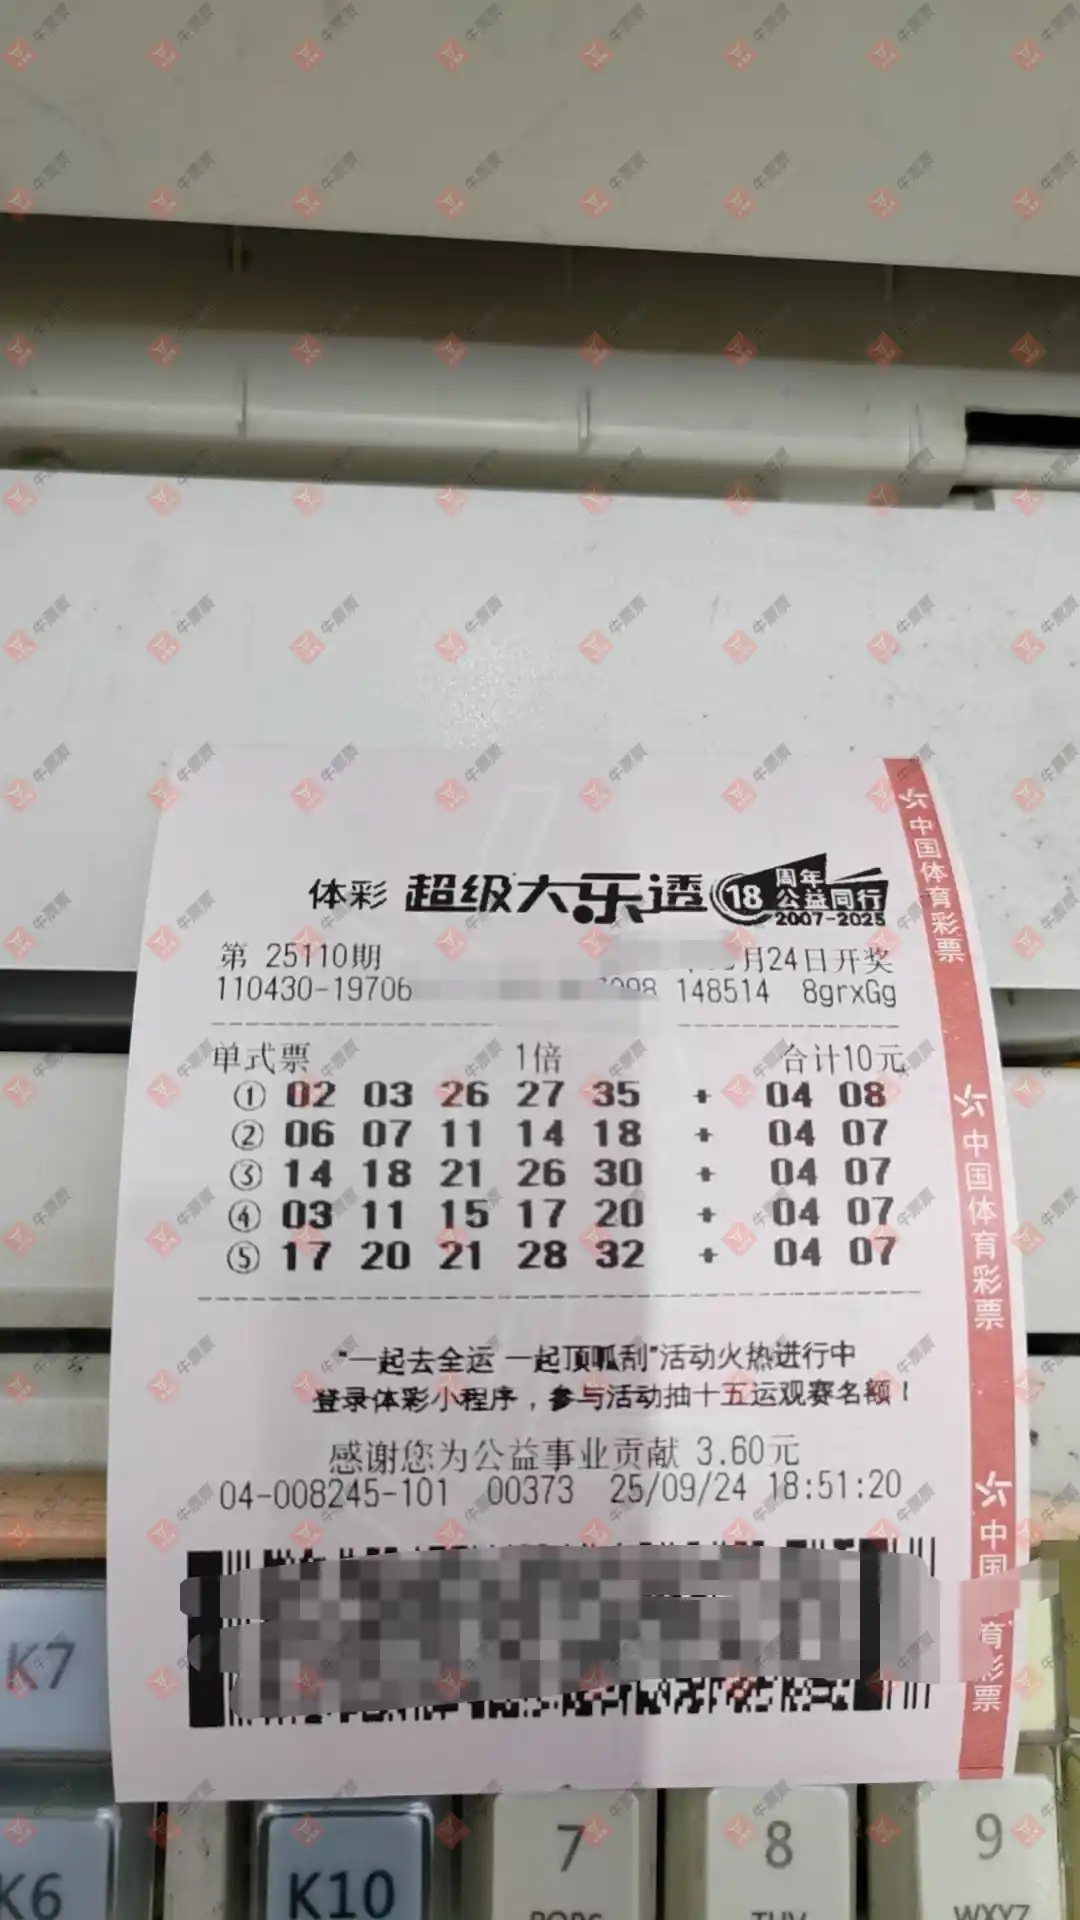 体彩 超级大乐透 18 周年 公益同行 2007-2025
第 25110期 月24日开奖
110430-19706 148514 8grxGg
单式票 1倍 合计10元
① 02 03 26 27 35 + 04 08
② 06 07 11 14 18 + 04 07
③ 14 18 21 26 30 + 04 07
④ 03 11 15 17 20 + 04 07
⑤ 17 20 21 28 32 + 04 07
“一起去全运 一起顶呱刮”活动火热进行中
登录体彩小程序，参与活动抽十五运观赛名额！
感谢您为公益事业贡献 3.60元
04-008245-101 00373 25/09/24 18:51:20
中国体育彩票
中国体育彩票
中国 育彩票
K7
K6 K10 7 8 9
牛票票